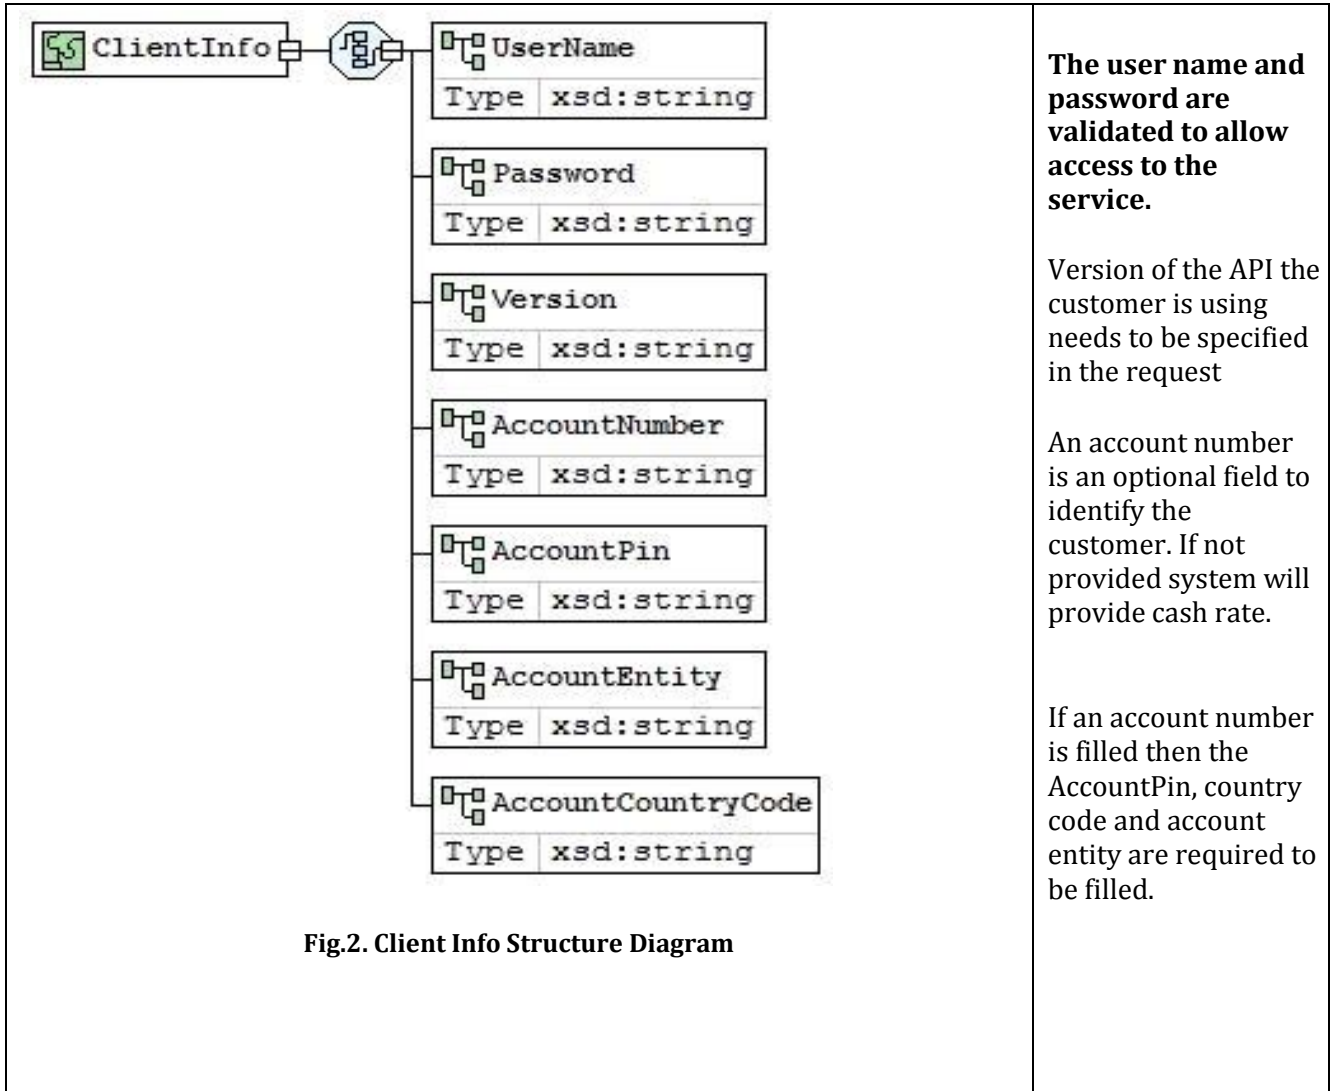 ClientInfo
UserName
Type xsd:string
Password
Type xsd:string
Version
Type xsd:string
AccountNumber
Type xsd:string
AccountPin
Type xsd:string
AccountEntity
Type xsd:string
AccountCountryCode
Type xsd:string
Fig.2. Client Info Structure Diagram
The user name and
password are
validated to allow
access to the
service.
Version of the API the
customer is using
needs to be specified
in the request
An account number
is an optional field to
identify the
customer. If not
provided system will
provide cash rate.
If an account number
is filled then the
AccountPin, country
code and account
entity are required to
be filled.